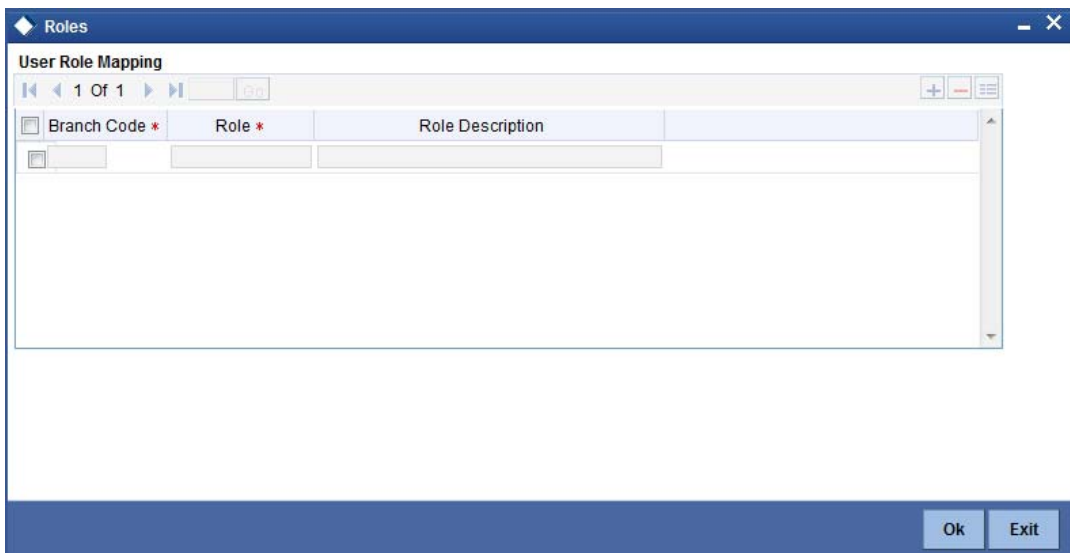 Roles
User Role Mapping
1 Of 1 Go
Branch Code * Role * Role Description
Ok Exit